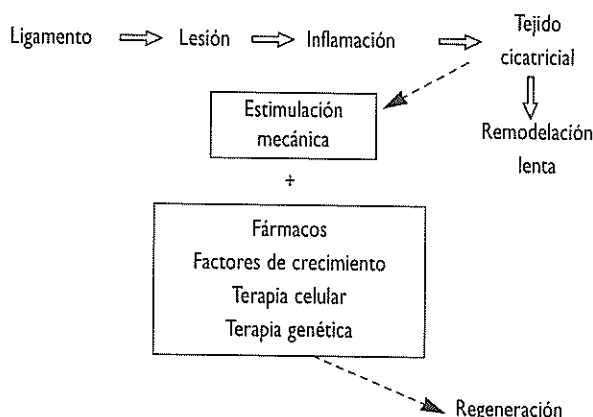 Ligamento
Lesión
Inflamación
Tejido
cicatricial
Remodelación
lenta
Estimulación
mecánica
+
Fármacos
Factores de crecimiento
Terapia celular
Terapia genética
Regeneración